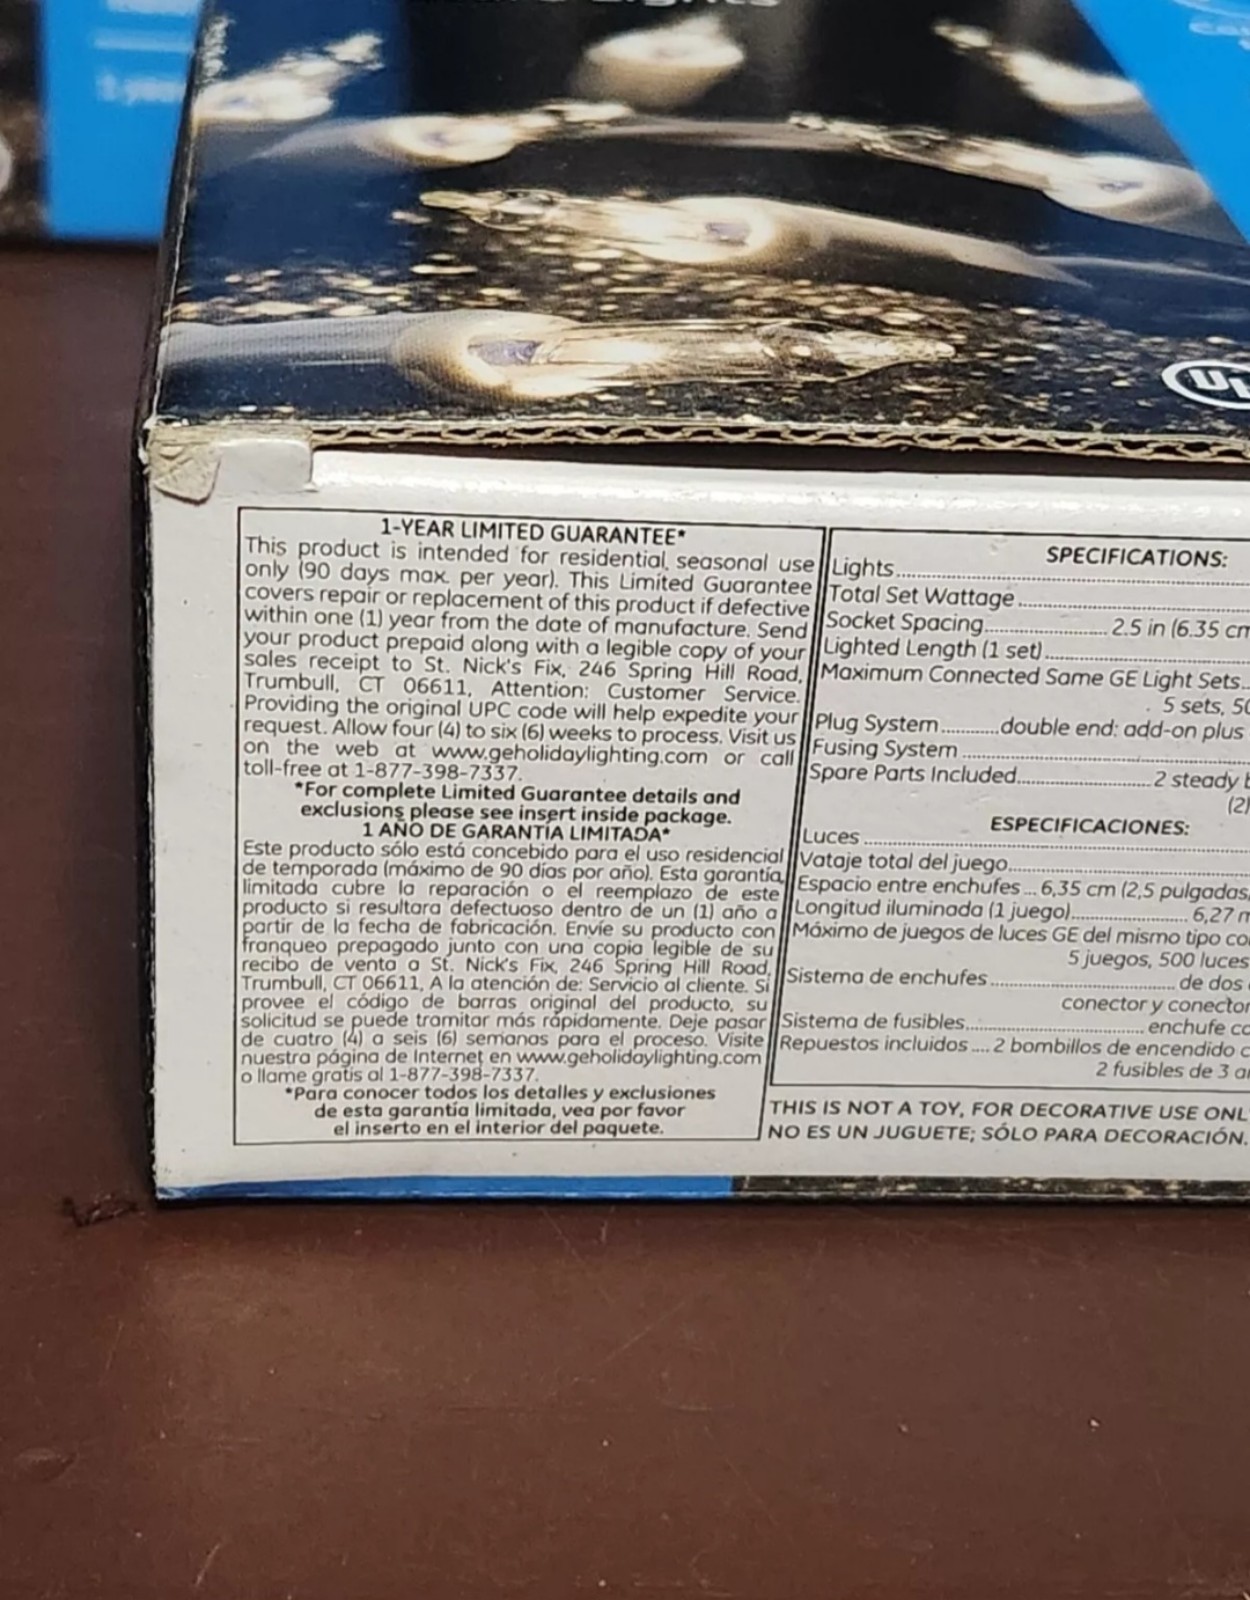 UL
1-YEAR LIMITED GUARANTEE*
This product is intended for residential, seasonal use
only (90 days max. per year). This Limited Guarantee
covers repair or replacement of this product if defective
within one (1) year from the date of manufacture. Send
your product prepaid along with a legible copy of your
sales receipt to St. Nick's Fix, 246 Spring Hill Road,
Trumbull, CT 06611, Attention: Customer Service.
Providing the original UPC code will help expedite your
request. Allow four (4) to six (6) weeks to process. Visit us
on the web at www.geholidaylighting.com or call
toll-free at 1-877-398-7337.
*For complete Limited Guarantee details and
exclusions please see insert inside package.
1 AÑO DE GARANTÍA LIMITADA*
Este producto sólo está concebido para el uso residencial
de temporada (máximo de 90 días por año). Esta garantía
limitada cubre la reparación o el reemplazo de este
producto si resultara defectuoso dentro de un (1) año a
partir de la fecha de fabricación. Envíe su producto con
franqueo prepagado junto con una copia legible de su
recibo de venta a St. Nick's Fix, 246 Spring Hill Road,
Trumbull, CT 06611, A la atención de: Servicio al cliente. Si
provee el código de barras original del producto, su
solicitud se puede tramitar más rápidamente. Deje pasar
de cuatro (4) a seis (6) semanas para el proceso. Visite
nuestra página de Internet en www.geholidaylighting.com
o llame gratis al 1-877-398-7337.
*Para conocer todos los detalles y exclusiones
de esta garantía limitada, vea por favor
el inserto en el interior del paquete.
SPECIFICATIONS:
Lights
Total Set Wattage
Socket Spacing 2.5 in (6.35 cm
Lighted Length (1 set)
Maximum Connected Same GE Light Sets
5 sets, 50
Plug System double end: add-on plus
Fusing System
Spare Parts Included 2 steady b
(2)
ESPECIFICACIONES:
Luces
Vataje total del juego
Espacio entre enchufes ... 6,35 cm (2,5 pulgadas
Longitud iluminada (1 juego) 6,27 m
Máximo de juegos de luces GE del mismo tipo co
5 juegos, 500 luces
Sistema de enchufes de dos
conector y conector
Sistema de fusibles enchufe co
Repuestos incluidos .... 2 bombillos de encendido c
2 fusibles de 3 a
THIS IS NOT A TOY, FOR DECORATIVE USE ONL
NO ES UN JUGUETE; SÓLO PARA DECORACIÓN.